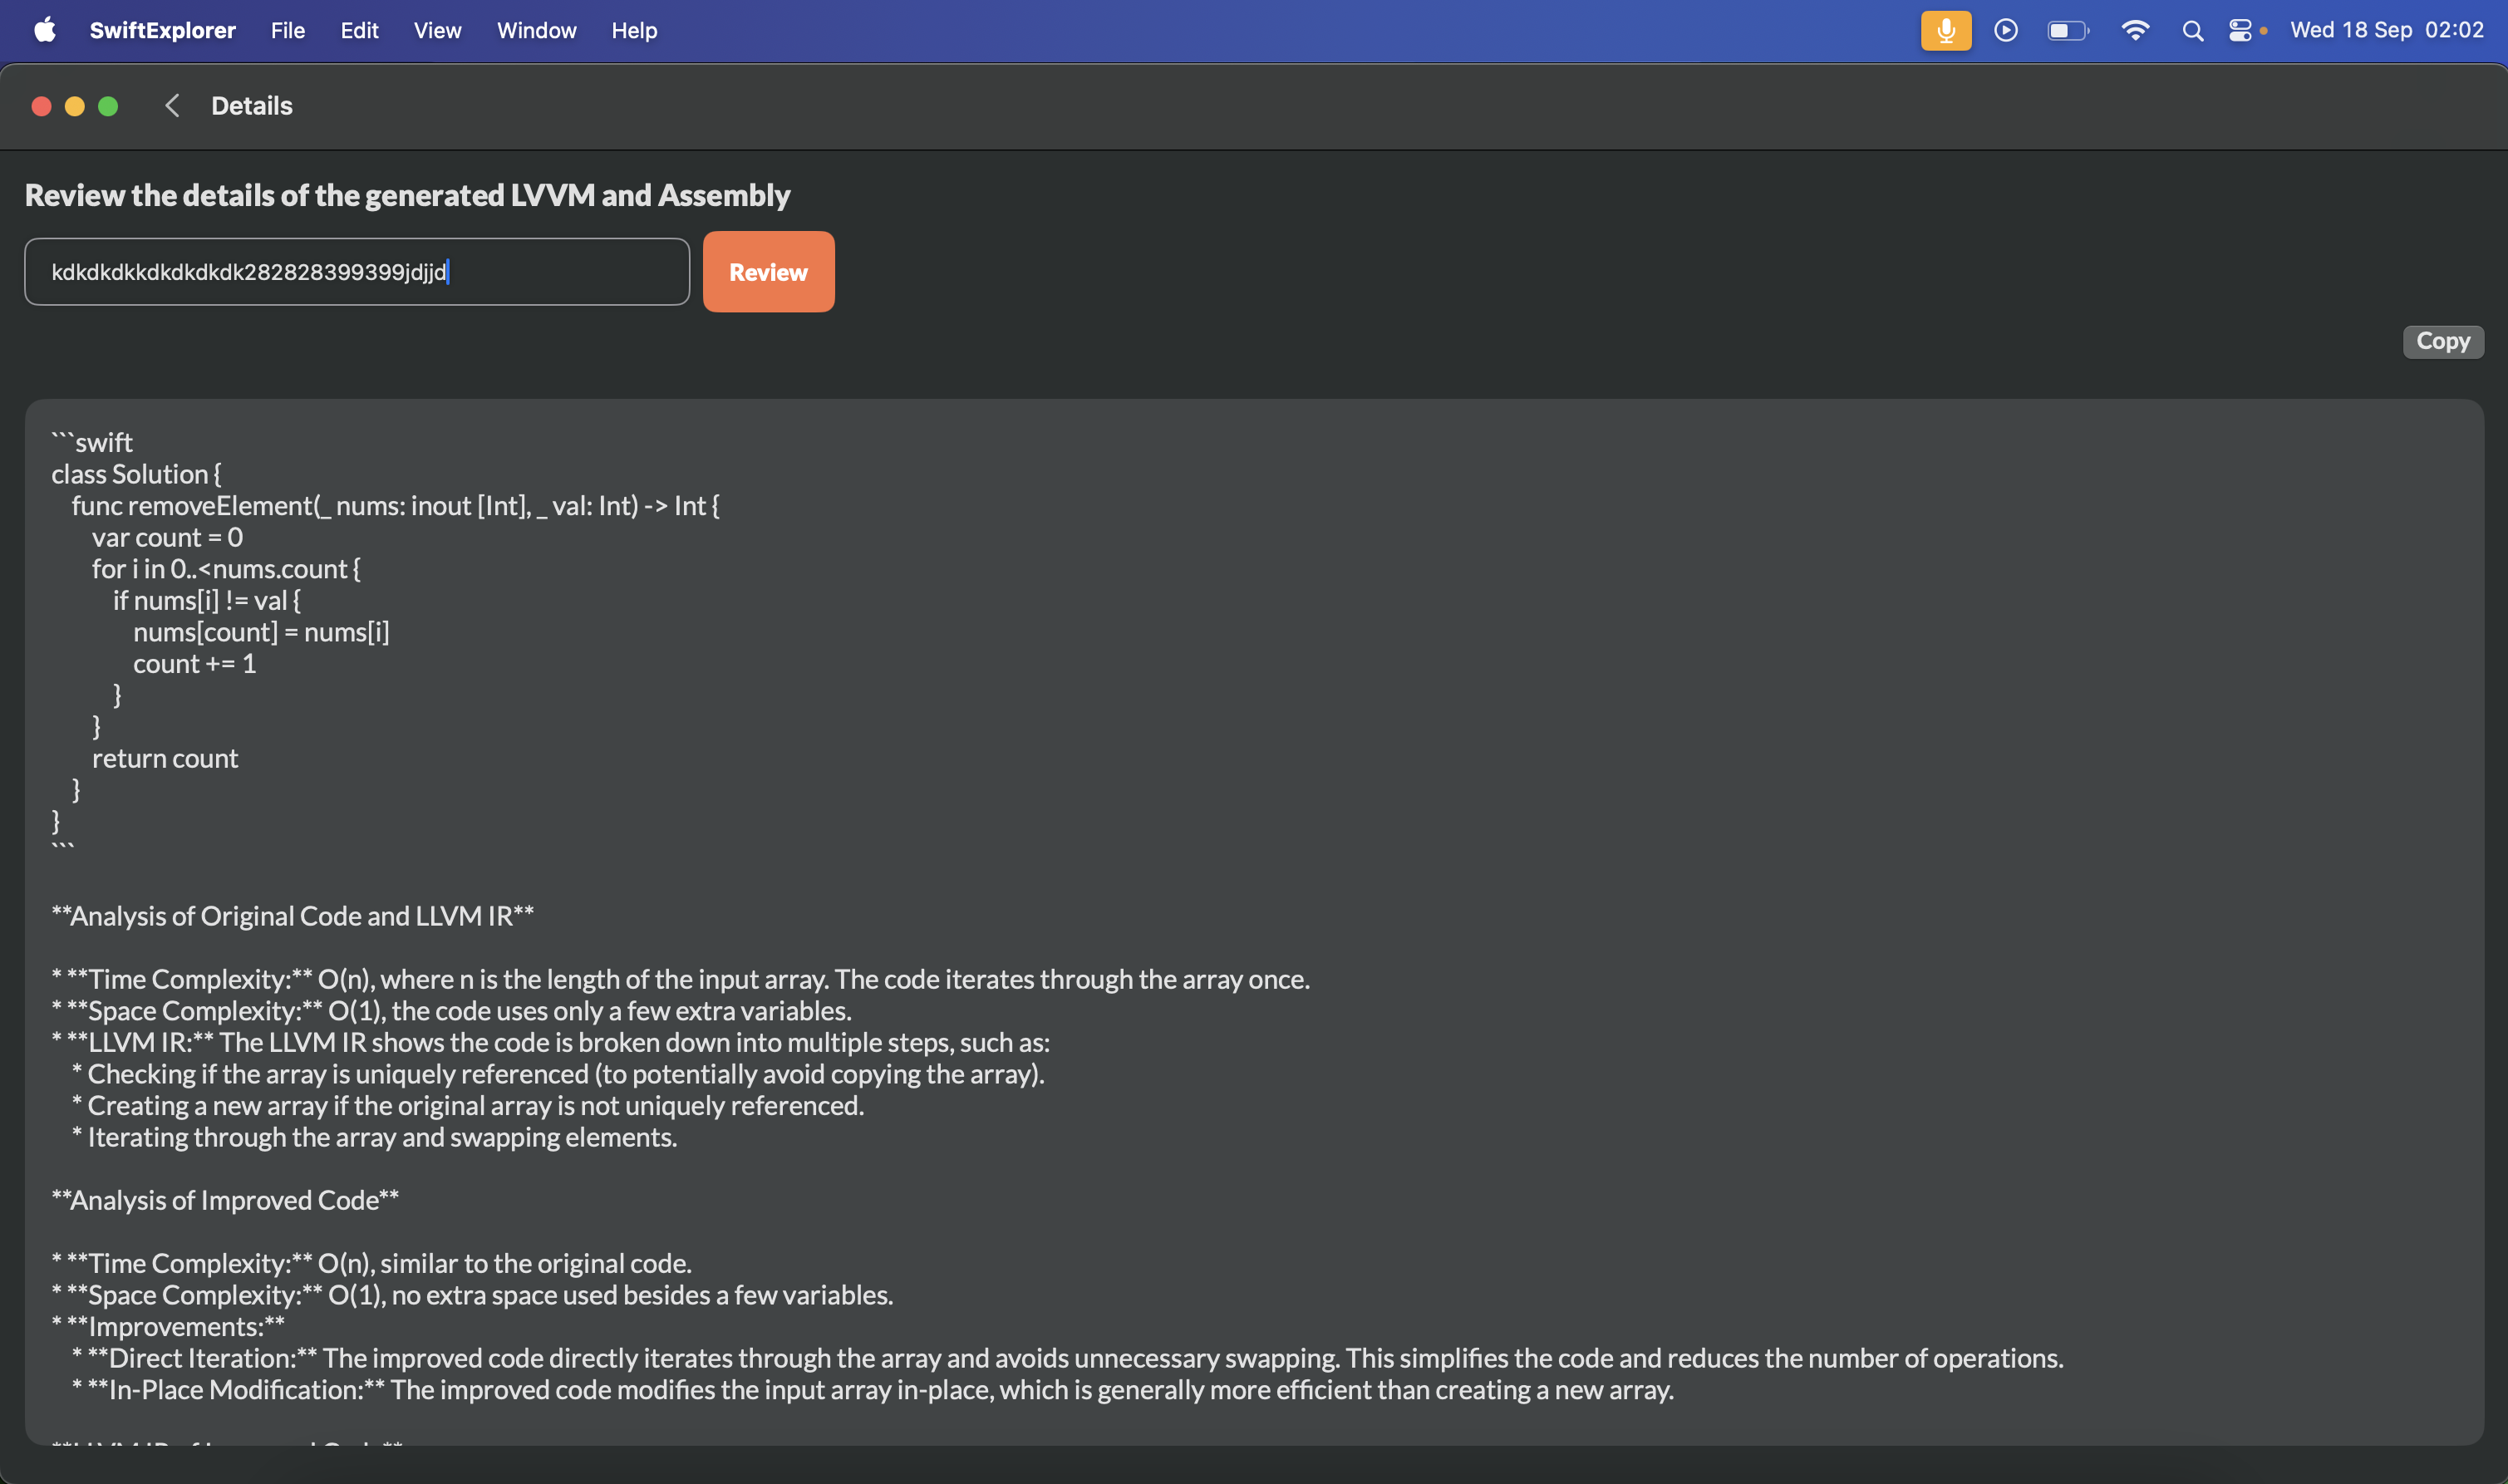 SwiftExplorer File Edit View Window Help Wed 18 Sep 02:02
Details
Review the details of the generated LVVM and Assembly
kdkdkdkkdkdkdkdk282828399399jdjjd
Review
Copy
```swift
class Solution {
    func removeElement(_ nums: inout [Int], _ val: Int) -> Int {
        var count = 0
        for i in 0..<nums.count {
            if nums[i] != val {
                nums[count] = nums[i]
                count += 1
            }
        }
        return count
    }
}
```
**Analysis of Original Code and LLVM IR**
* **Time Complexity:** O(n), where n is the length of the input array. The code iterates through the array once.
* **Space Complexity:** O(1), the code uses only a few extra variables.
* **LLVM IR:** The LLVM IR shows the code is broken down into multiple steps, such as:
    * Checking if the array is uniquely referenced (to potentially avoid copying the array).
    * Creating a new array if the original array is not uniquely referenced.
    * Iterating through the array and swapping elements.
**Analysis of Improved Code**
* **Time Complexity:** O(n), similar to the original code.
* **Space Complexity:** O(1), no extra space used besides a few variables.
* **Improvements:**
    * **Direct Iteration:** The improved code directly iterates through the array and avoids unnecessary swapping. This simplifies the code and reduces the number of operations.
    * **In-Place Modification:** The improved code modifies the input array in-place, which is generally more efficient than creating a new array.